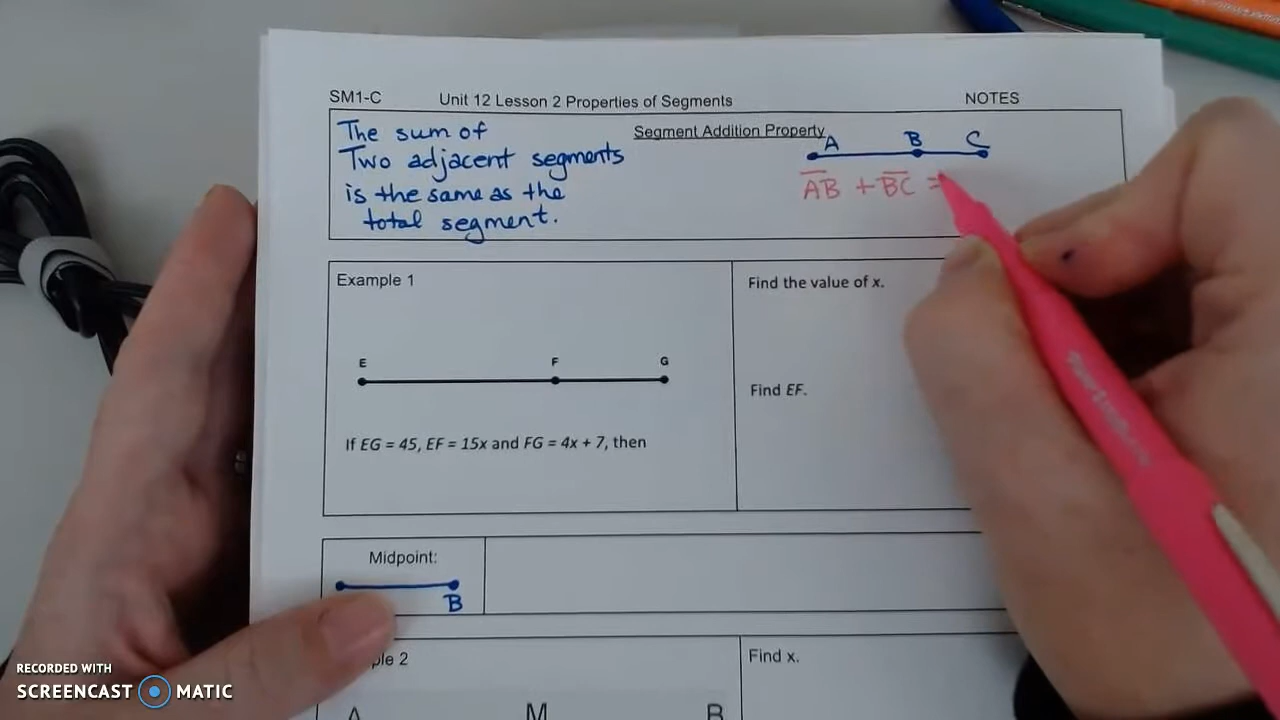 SM1-C Unit 12 Lesson 2 Properties of Segments NOTES
Segment Addition Property
The sum of
Two adjacent segments
is the same as the
total segment.
A B C
AB + BC =
Example 1
E F G
If EG = 45, EF = 15x and FG = 4x + 7, then
Find the value of x.
Find EF.
Midpoint:
B
ple 2
Find x.
A M B
RECORDED WITH
SCREENCAST MATIC